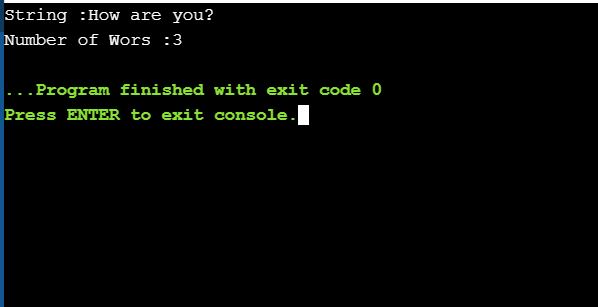 String :How are you?
Number of Wors :3
...Program finished with exit code 0
Press ENTER to exit console.